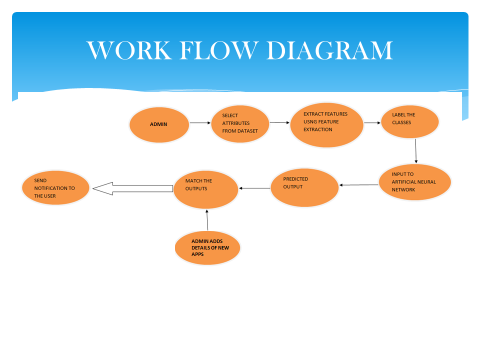 WORK FLOW DIAGRAM
ADMIN
SELECT
ATTRIBUTES
FROM DATASET
EXTRACT FEATURES
USNG FEATURE
EXTRACTION
LABEL THE
CLASSES
INPUT TO
ARTIFICIAL NEURAL
NETWORK
PREDICTED
OUTPUT
MATCH THE
OUTPUTS
SEND
NOTIFICATION TO
THE USER
ADMIN ADDS
DETAILS OF NEW
APPS